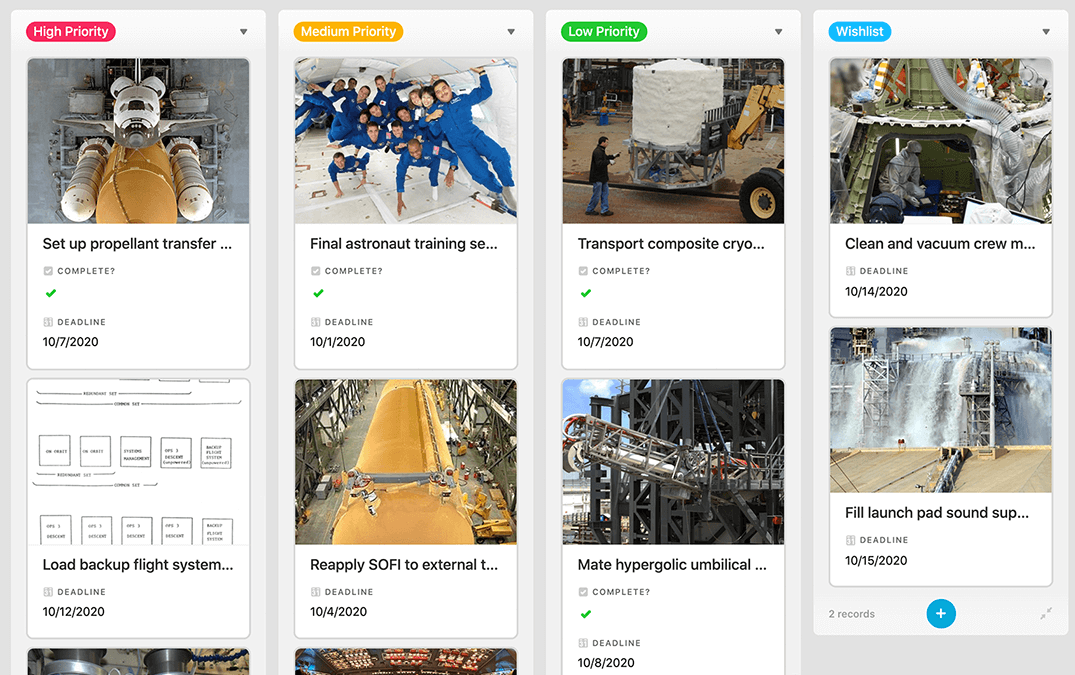 High Priority
Set up propellant transfer ...
COMPLETE?
DEADLINE
10/7/2020
REDUNDANT SET
COMMON SET
ON ORBIT
ON ORBIT
SYSTEMS
MANAGEMENT
OPS 3
DESCENT
(unpowered)
BACKUP
FLIGHT
SYSTEM
(unpowered)
REDUNDANT SET
COMMON SET
OPS 3
DESCENT
OPS 3
DESCENT
OPS 3
DESCENT
OPS 3
DESCENT
BACKUP
FLIGHT
SYSTEM
Load backup flight system...
DEADLINE
10/12/2020
Medium Priority
Final astronaut training se...
COMPLETE?
DEADLINE
10/1/2020
Reapply SOFI to external t...
DEADLINE
10/4/2020
Low Priority
Transport composite cryo...
COMPLETE?
DEADLINE
10/7/2020
Mate hypergolic umbilical ...
COMPLETE?
DEADLINE
10/8/2020
Wishlist
Clean and vacuum crew m...
DEADLINE
10/14/2020
Fill launch pad sound sup...
DEADLINE
10/15/2020
2 records